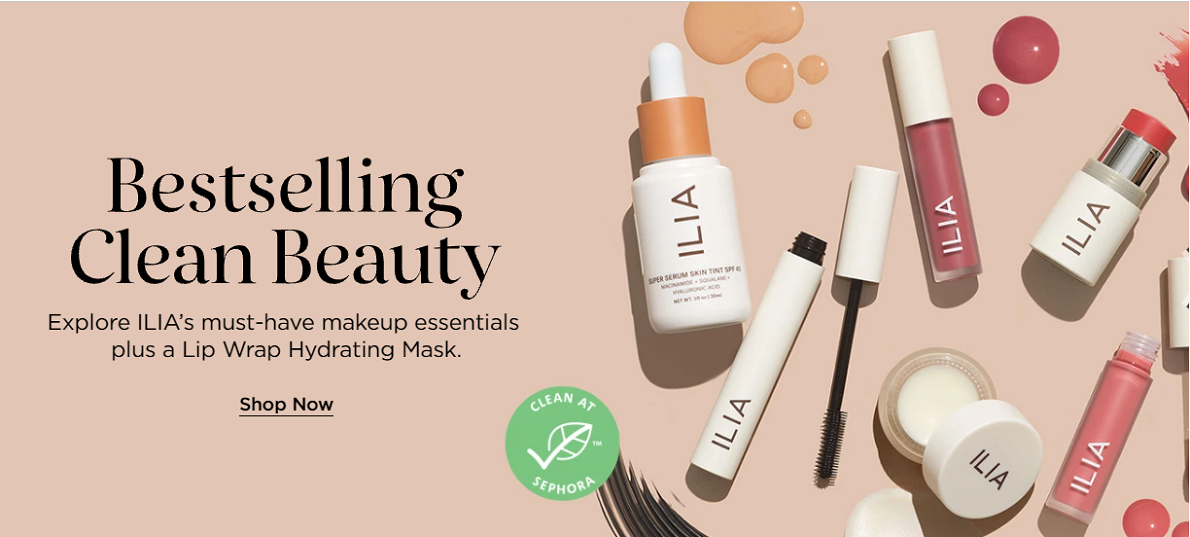 Bestselling
Clean Beauty
Explore ILIA's must-have makeup essentials
plus a Lip Wrap Hydrating Mask.
Shop Now
CLEAN AT
SEPHORA
TM
ILIA
SUPER SERUM SKIN TINT SPF 40
NIACINAMIDE + SQUALANE +
HYALURONIC ACID
NET WT. 1 fl oz | 30ml
ILIA
ILIA
ILIA
ILIA
ILIA